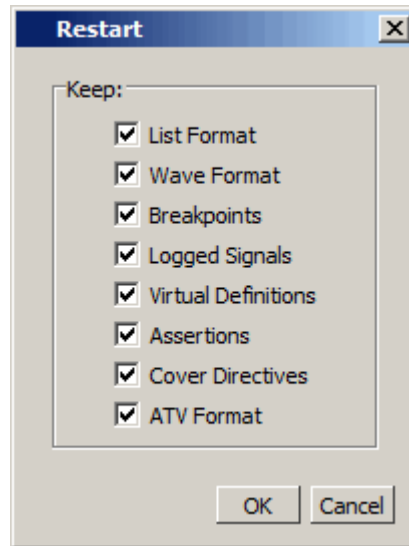 Restart
Keep:
List Format
Wave Format
Breakpoints
Logged Signals
Virtual Definitions
Assertions
Cover Directives
ATV Format
OK Cancel